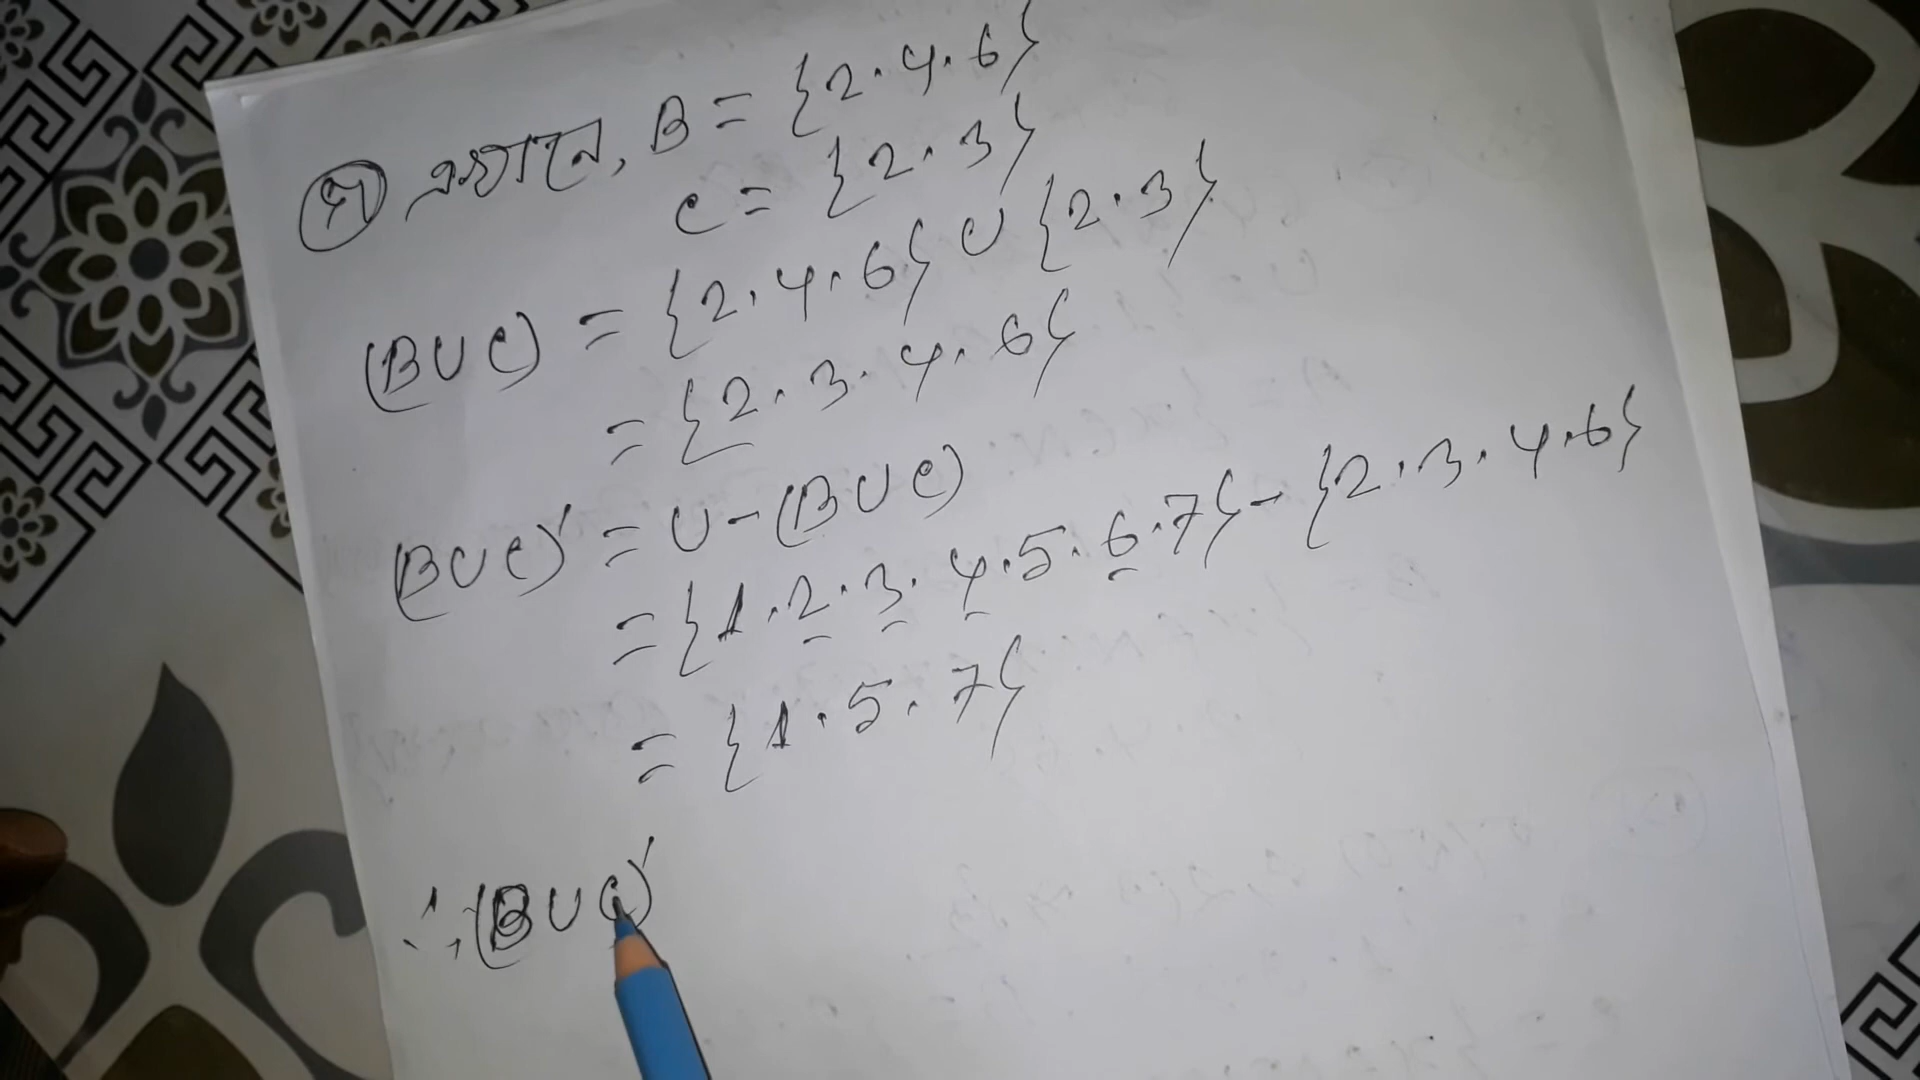 গ এখানে, B = {2.4.6}
C = {2.3}
(B∪C) = {2.4.6} ∪ {2.3}
= {2.3.4.6}
(B∪C)' = U-(B∪C)
= {1.2.3.4.5.6.7} - {2.3.4.6}
= {1.5.7}
∴ (B∪C)'